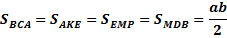 S_BCA = S_AKE = S_EMP = S_MDB = ab/2